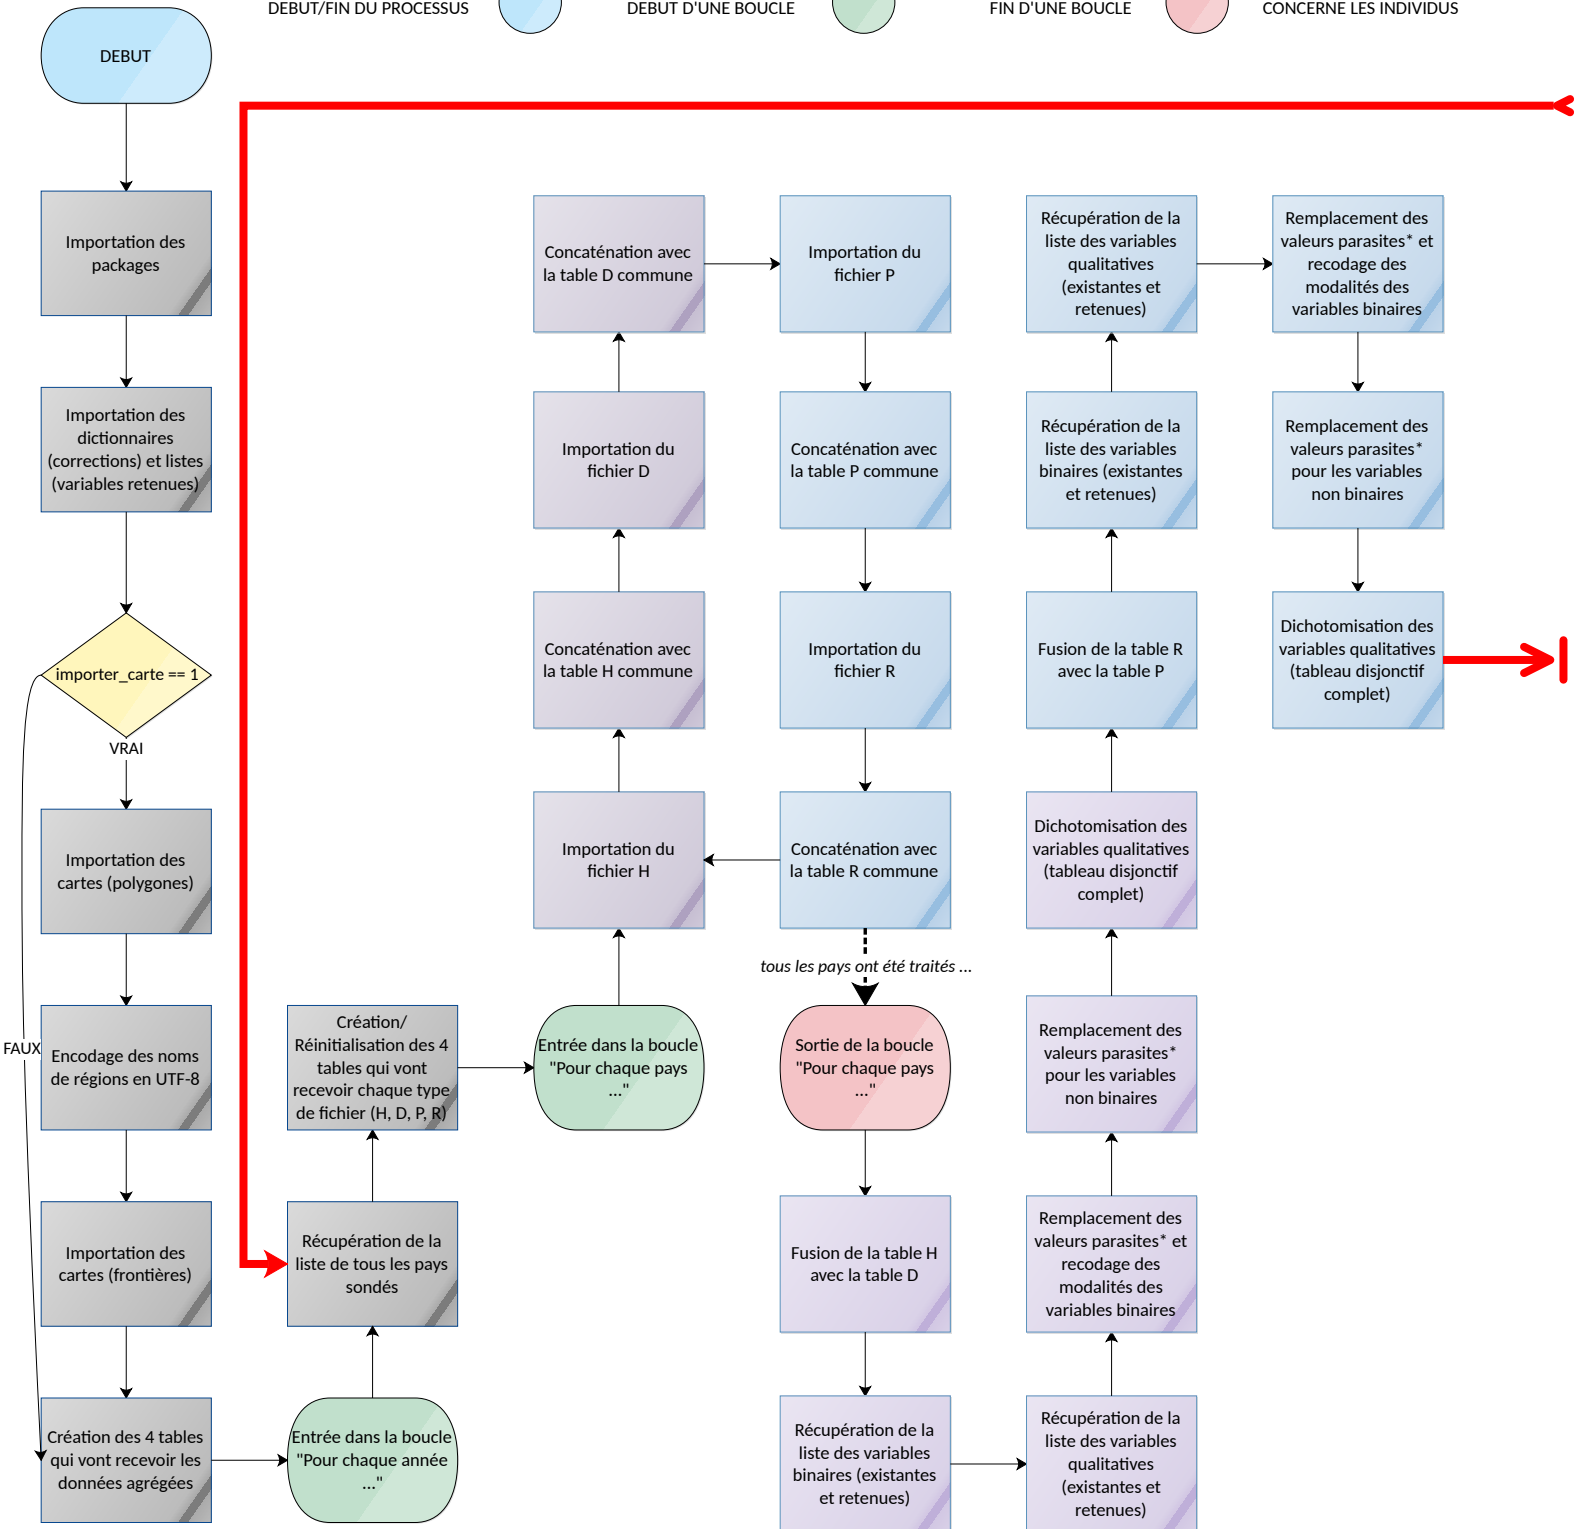 DEBUT/FIN DU PROCESSUS
DEBUT D'UNE BOUCLE
FIN D'UNE BOUCLE
CONCERNE LES INDIVIDUS
DEBUT
Importation des
packages
Importation des
dictionnaires
(corrections) et listes
(variables retenues)
importer_carte == 1
VRAI
FAUX
Importation des
cartes (polygones)
Encodage des noms
de régions en UTF-8
Importation des
cartes (frontières)
Création des 4 tables
qui vont recevoir les
données agrégées
Entrée dans la boucle
"Pour chaque année
..."
Récupération de la
liste de tous les pays
sondés
Création/
Réinitialisation des 4
tables qui vont
recevoir chaque type
de fichier (H, D, P, R)
Entrée dans la boucle
"Pour chaque pays
..."
Importation du
fichier H
Concaténation avec
la table H commune
Importation du
fichier D
Concaténation avec
la table D commune
Importation du
fichier P
Concaténation avec
la table P commune
Importation du
fichier R
Concaténation avec
la table R commune
tous les pays ont été traités ...
Sortie de la boucle
"Pour chaque pays
..."
Fusion de la table H
avec la table D
Récupération de la
liste des variables
binaires (existantes
et retenues)
Récupération de la
liste des variables
qualitatives
(existantes et
retenues)
Remplacement des
valeurs parasites* et
recodage des
modalités des
variables binaires
Remplacement des
valeurs parasites*
pour les variables
non binaires
Dichotomisation des
variables qualitatives
(tableau disjonctif
complet)
Fusion de la table R
avec la table P
Récupération de la
liste des variables
binaires (existantes
et retenues)
Récupération de la
liste des variables
qualitatives
(existantes et
retenues)
Remplacement des
valeurs parasites* et
recodage des
modalités des
variables binaires
Remplacement des
valeurs parasites*
pour les variables
non binaires
Dichotomisation des
variables qualitatives
(tableau disjonctif
complet)